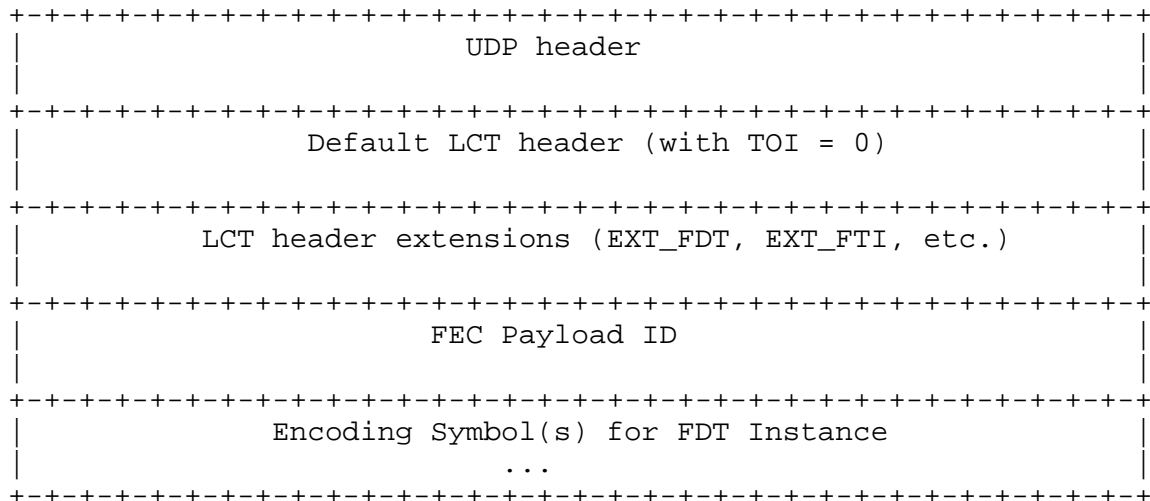 +-+-+-+-+-+-+-+-+-+-+-+-+-+-+-+-+-+-+-+-+-+-+-+-+-+-+-+-+-+-+-+-+
|                         UDP header                            |
|                                                               |
+-+-+-+-+-+-+-+-+-+-+-+-+-+-+-+-+-+-+-+-+-+-+-+-+-+-+-+-+-+-+-+-+
|                Default LCT header (with TOI = 0)              |
|                                                               |
+-+-+-+-+-+-+-+-+-+-+-+-+-+-+-+-+-+-+-+-+-+-+-+-+-+-+-+-+-+-+-+-+
|          LCT header extensions (EXT_FDT, EXT_FTI, etc.)       |
|                                                               |
+-+-+-+-+-+-+-+-+-+-+-+-+-+-+-+-+-+-+-+-+-+-+-+-+-+-+-+-+-+-+-+-+
|                       FEC Payload ID                          |
|                                                               |
+-+-+-+-+-+-+-+-+-+-+-+-+-+-+-+-+-+-+-+-+-+-+-+-+-+-+-+-+-+-+-+-+
|              Encoding Symbol(s) for FDT Instance              |
|                           ...                                 |
+-+-+-+-+-+-+-+-+-+-+-+-+-+-+-+-+-+-+-+-+-+-+-+-+-+-+-+-+-+-+-+-+